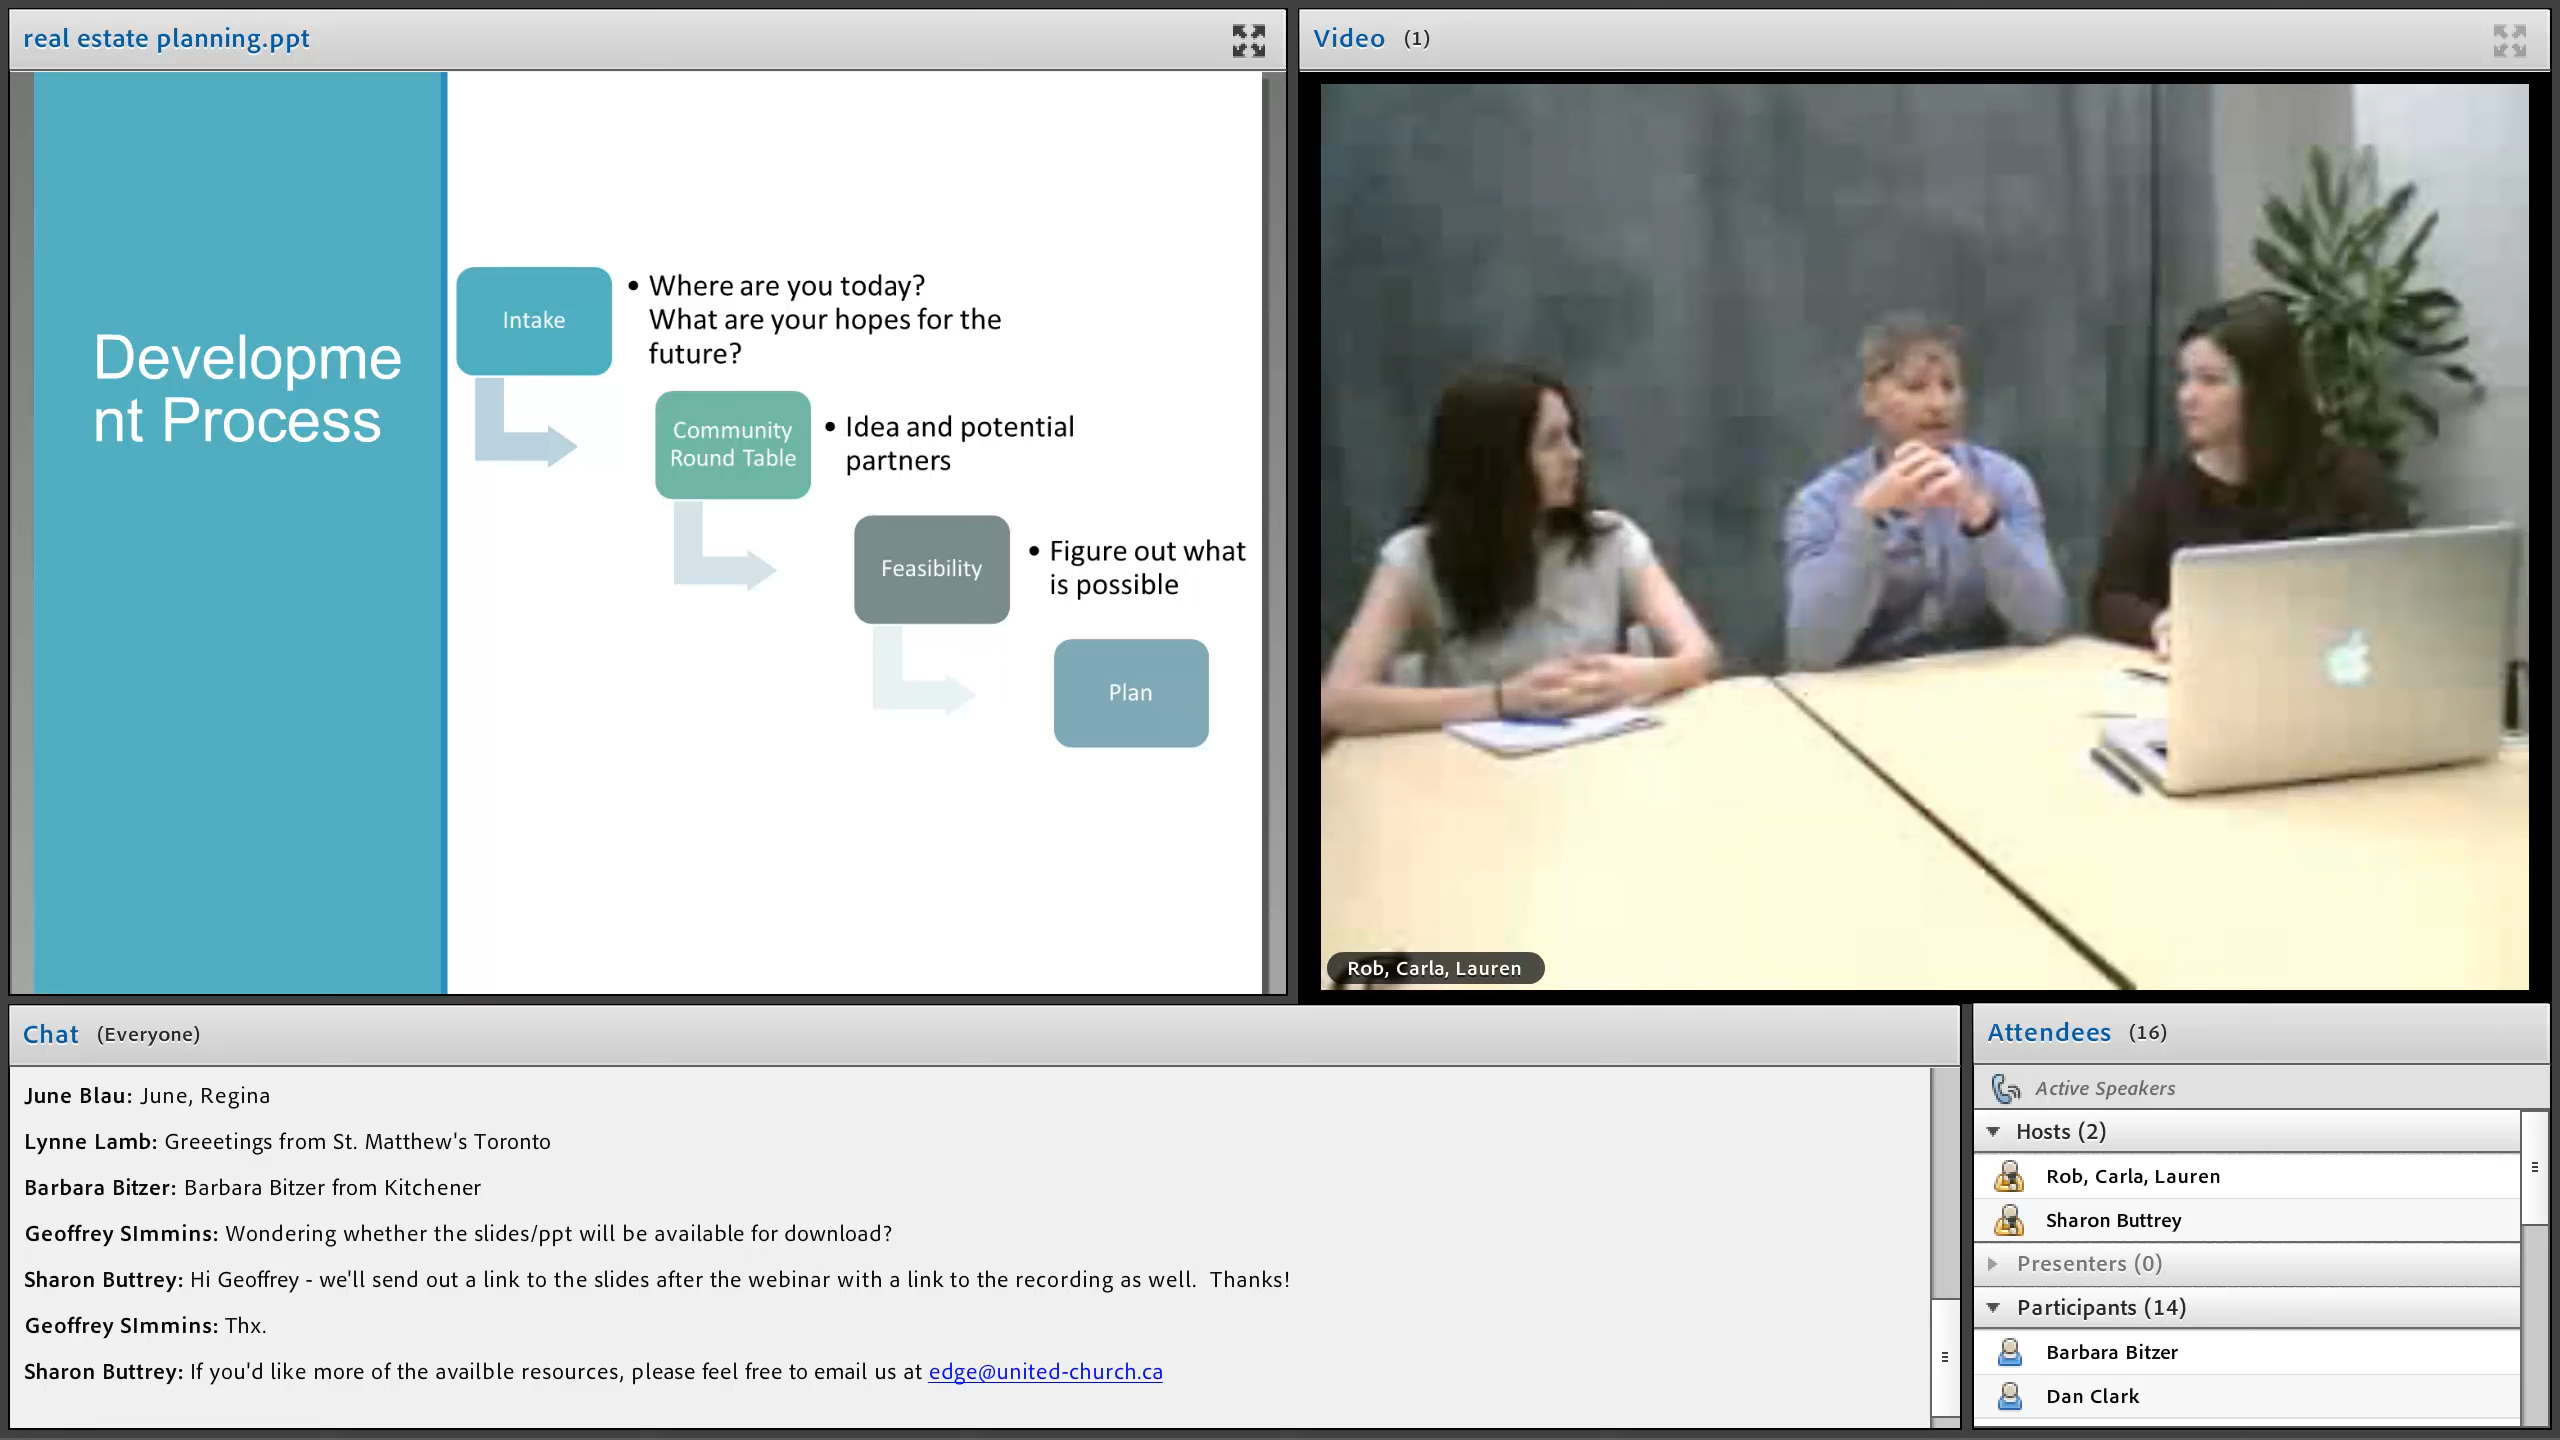 real estate planning.ppt
Developme
nt Process
Intake
• Where are you today?
What are your hopes for the
future?
Community
Round Table
• Idea and potential
partners
Feasibility
• Figure out what
is possible
Plan
Video (1)
Rob, Carla, Lauren
Chat (Everyone)
June Blau: June, Regina
Lynne Lamb: Greeetings from St. Matthew's Toronto
Barbara Bitzer: Barbara Bitzer from Kitchener
Geoffrey SImmins: Wondering whether the slides/ppt will be available for download?
Sharon Buttrey: Hi Geoffrey - we'll send out a link to the slides after the webinar with a link to the recording as well.  Thanks!
Geoffrey SImmins: Thx.
Sharon Buttrey: If you'd like more of the availble resources, please feel free to email us at edge@united-church.ca
Attendees (16)
Active Speakers
Hosts (2)
Rob, Carla, Lauren
Sharon Buttrey
Presenters (0)
Participants (14)
Barbara Bitzer
Dan Clark